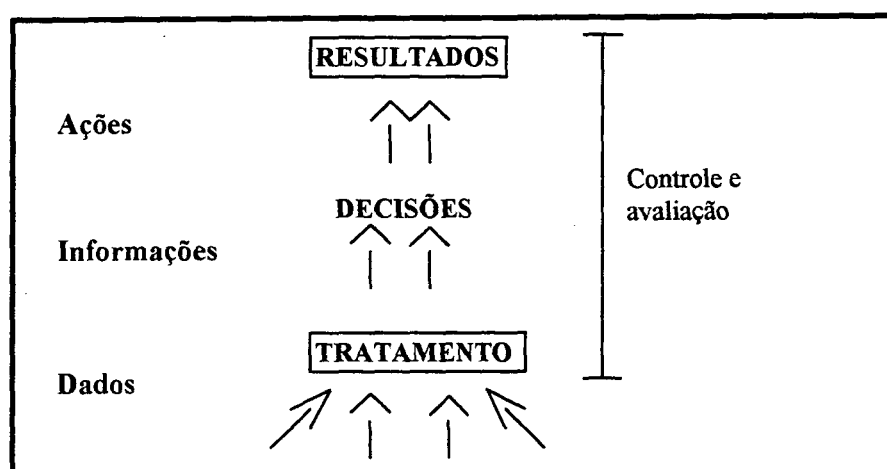 RESULTADOS
Ações
Controle e
avaliação
DECISÕES
Informações
TRATAMENTO
Dados